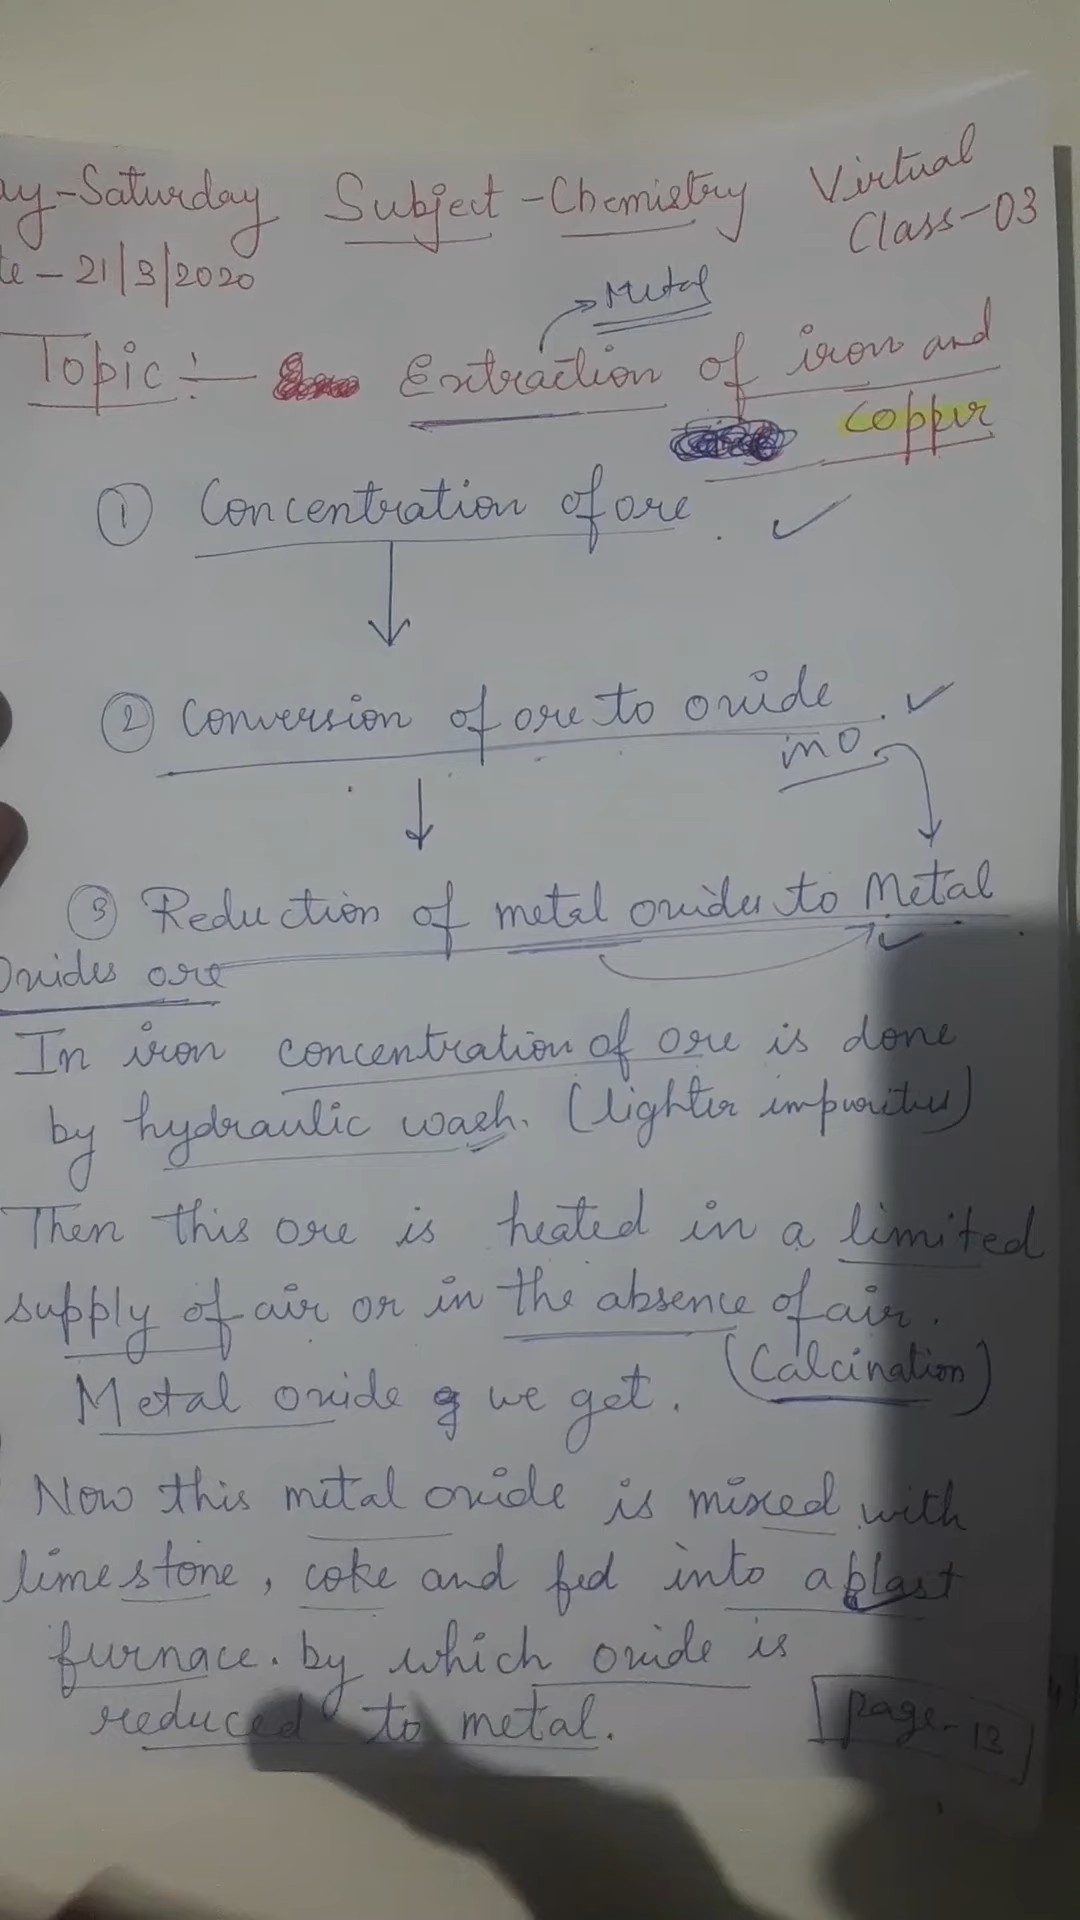 ay-Saturday Subject-Chemistry Virtual
Class-03
te - 21/3/2020
Metal
Topic:- Extraction of iron and
Copper
① Concentration of ore.
② Conversion of ore to oxide.
mo
③ Reduction of metal oxides to Metal
Oxides ore
In iron concentration of ore is done
by hydraulic wash. (lighter impurities)
Then this ore is heated in a limited
supply of air or in the absence of air.
(Calcination)
Metal oxide we get.
Now this metal oxide is mixed with
limestone, coke and fed into a blast
furnace. by which oxide is
reduced to metal.
page-12